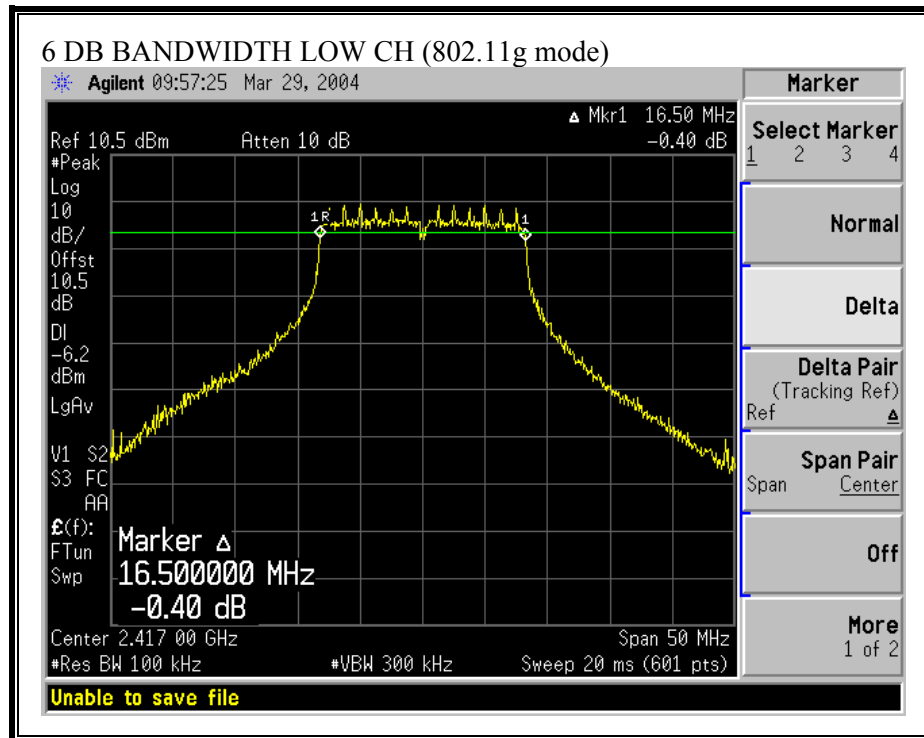 6 DB BANDWIDTH LOW CH (802.11g mode)
Agilent 09:57:25 Mar 29, 2004
Marker
Δ Mkr1 16.50 MHz
Ref 10.5 dBm Atten 10 dB -0.40 dB
#Peak
Log
10
dB/
Offst
10.5
dB
DI
-6.2
dBm
LgAv
V1 S2
S3 FC
AA
£(f):
FTun
Swp
1R
1
Marker Δ
16.500000 MHz
-0.40 dB
Center 2.417 00 GHz Span 50 MHz
#Res BW 100 kHz #VBW 300 kHz Sweep 20 ms (601 pts)
Select Marker
1 2 3 4
Normal
Delta
Delta Pair
(Tracking Ref)
Ref Δ
Span Pair
Span Center
Off
More
1 of 2
Unable to save file